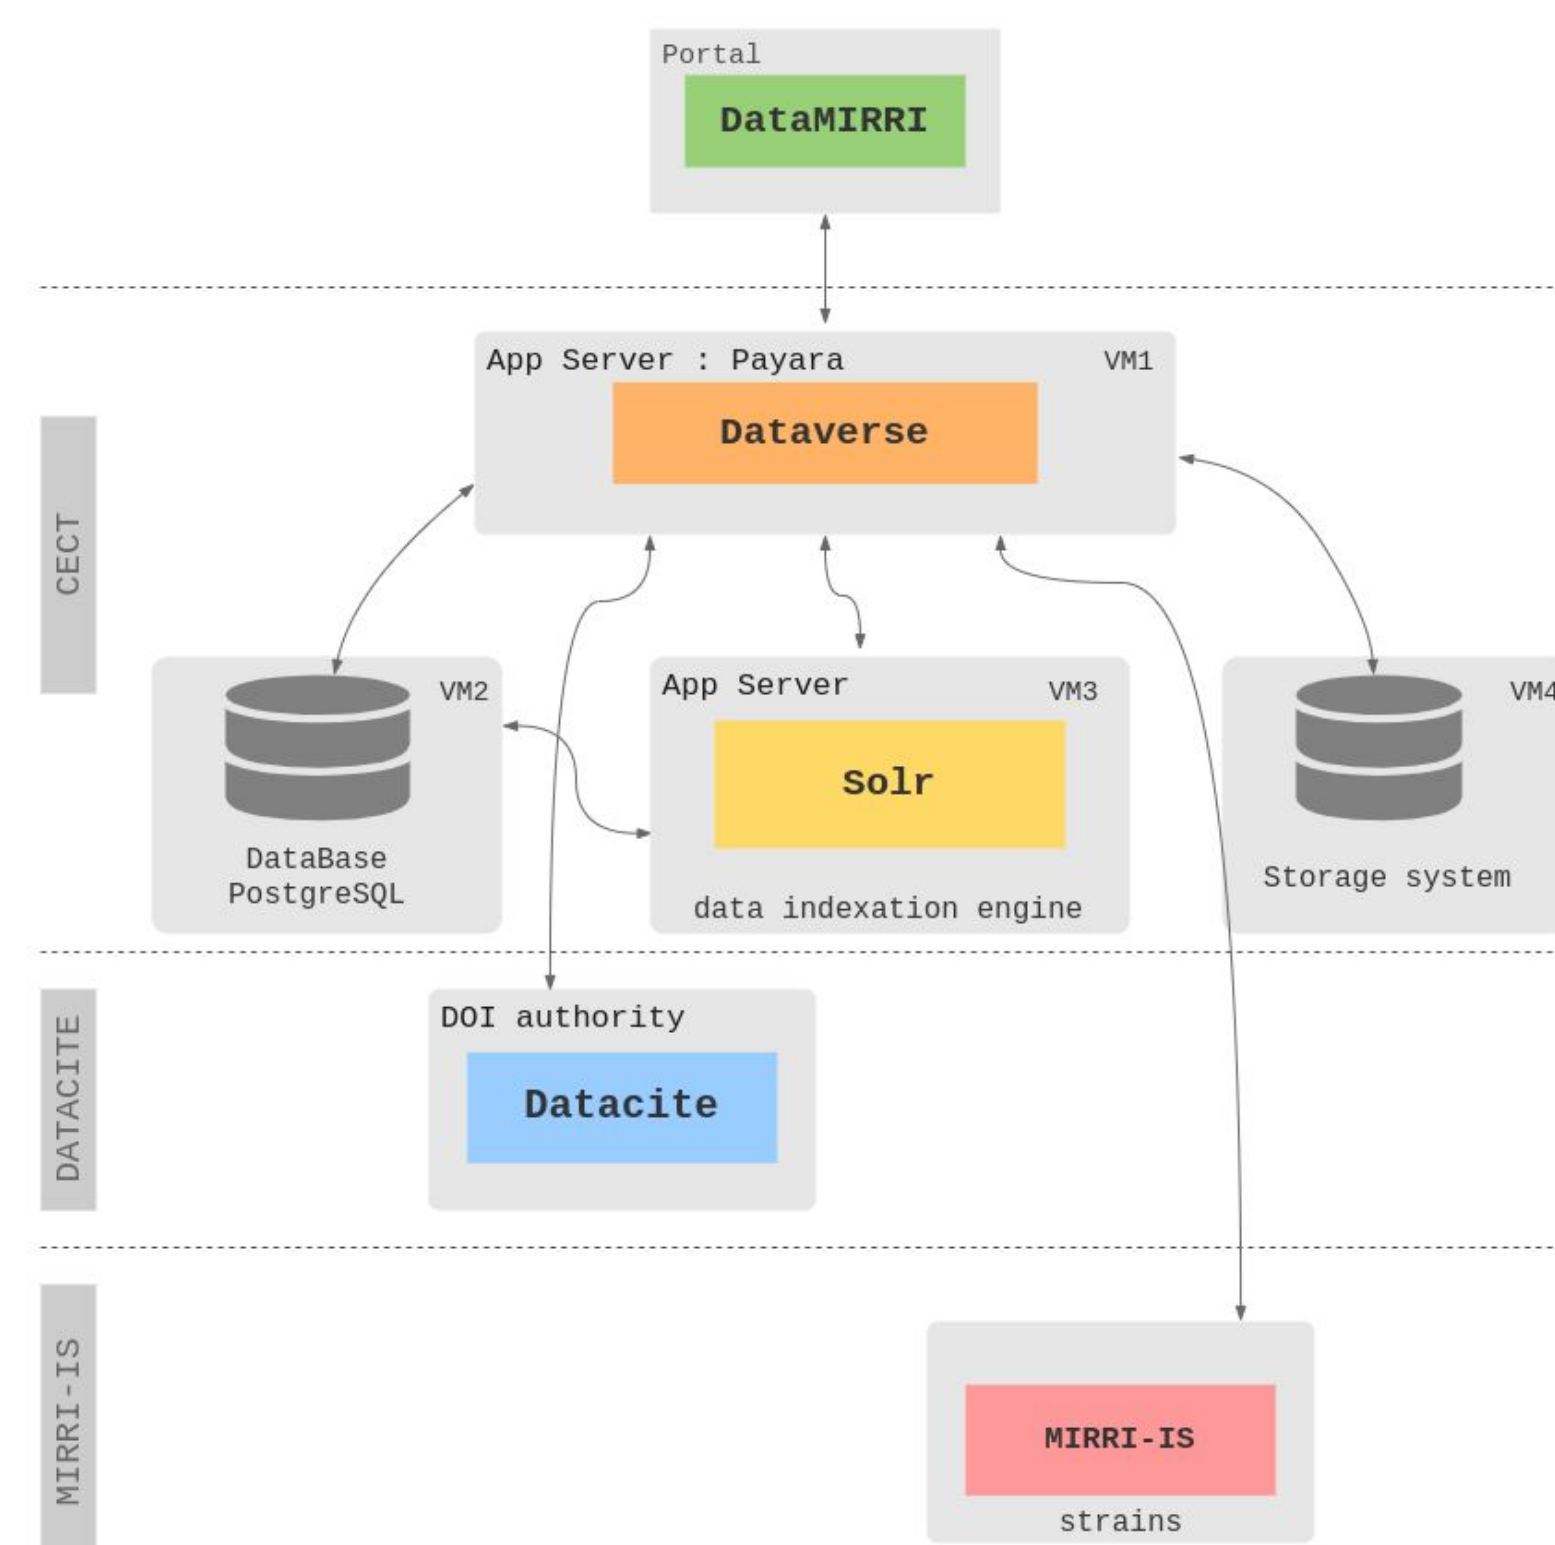 Portal
DataMIRRI
App Server : Payara
VM1
Dataverse
CECT
VM2
DataBase
PostgreSQL
App Server
VM3
Solr
data indexation engine
VM4
Storage system
DATACITE
DOI authority
Datacite
MIRRI-IS
MIRRI-IS
strains